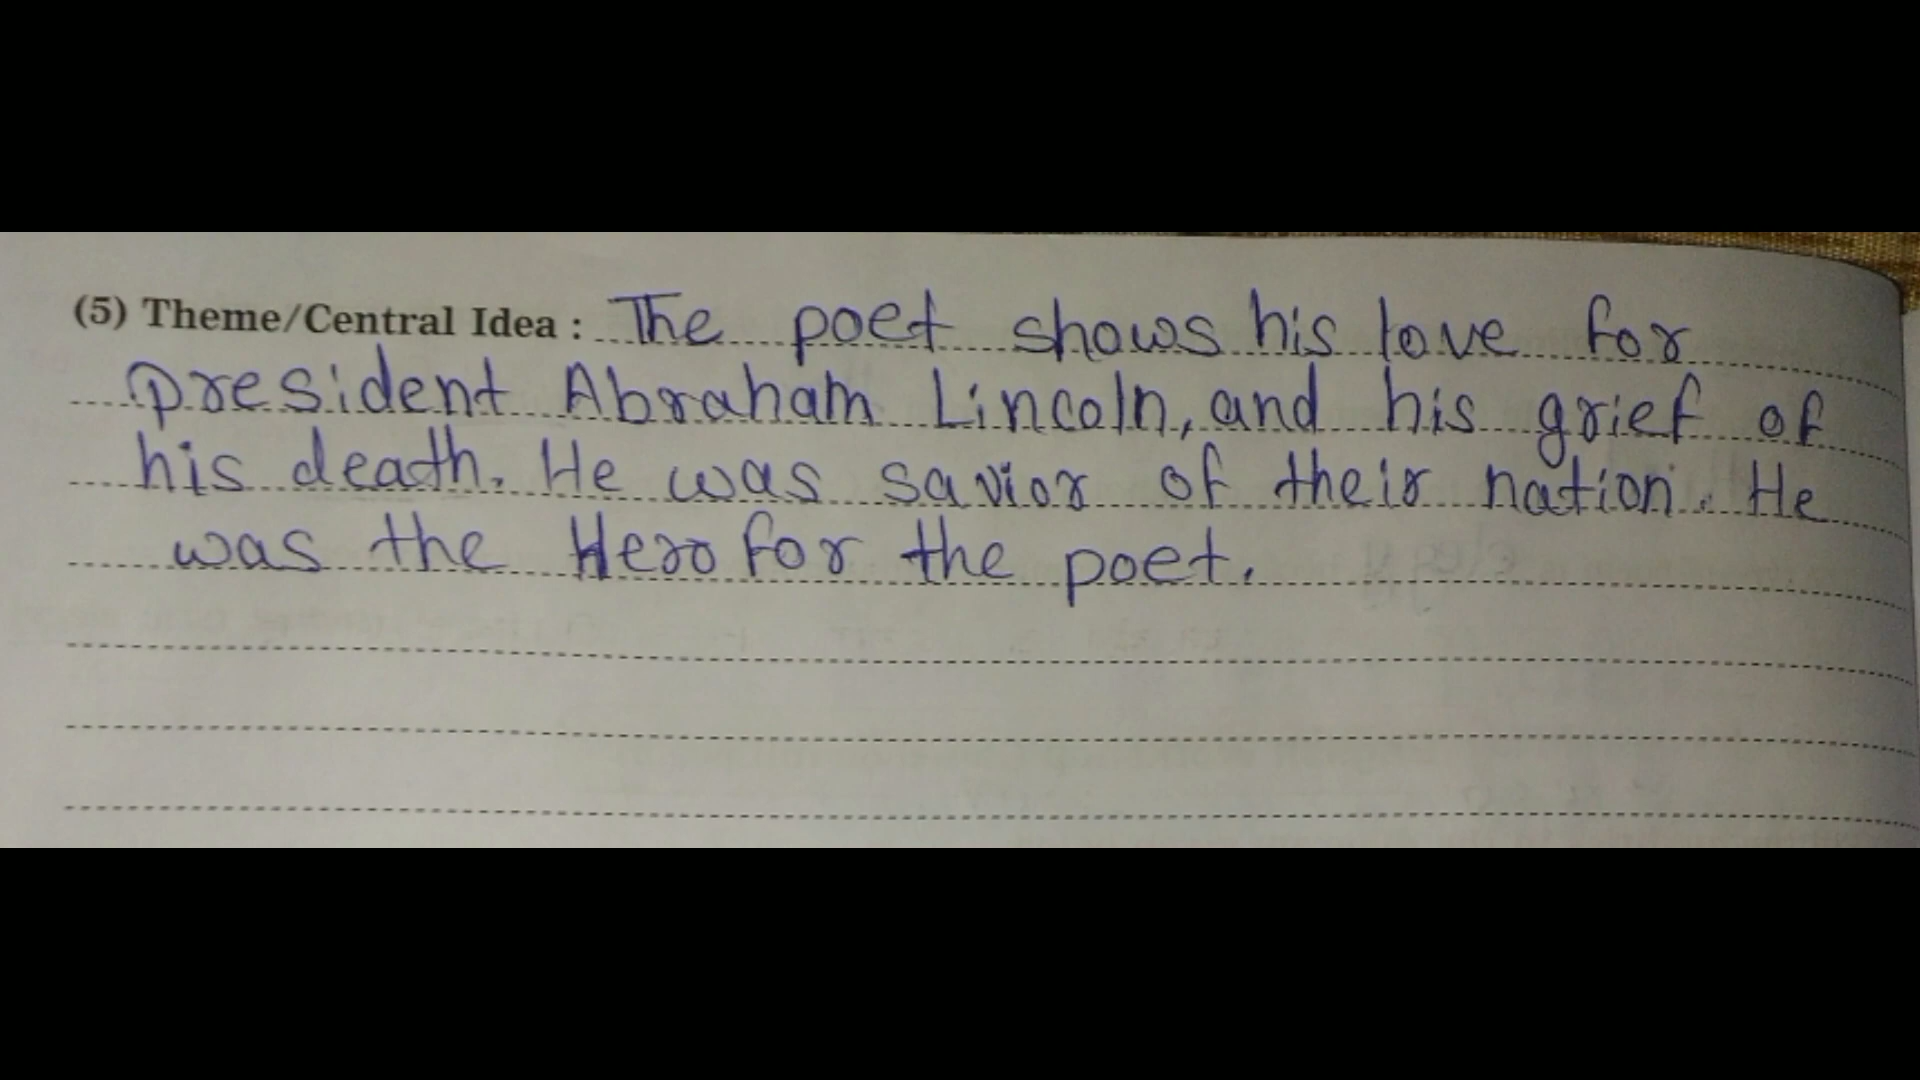 (5) Theme/Central Idea : The poet shows his love for
president Abraham Lincoln, and his grief of
his death. He was savior of their nation. He
was the Hero for the poet.